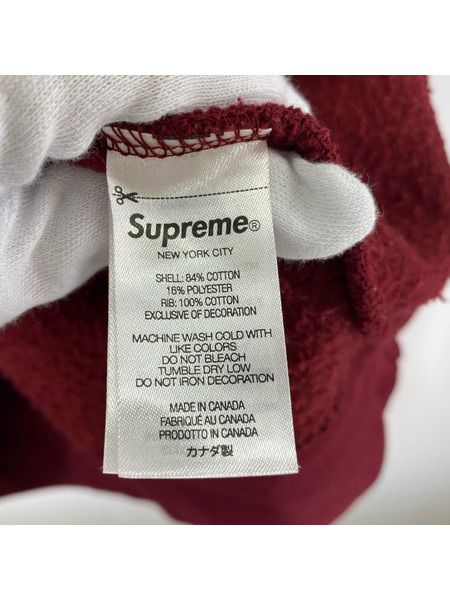 Supreme®
NEW YORK CITY
SHELL: 84% COTTON
16% POLYESTER
RIB: 100% COTTON
EXCLUSIVE OF DECORATION
MACHINE WASH COLD WITH
LIKE COLORS
DO NOT BLEACH
TUMBLE DRY LOW
DO NOT IRON DECORATION
MADE IN CANADA
FABRIQUÉ AU CANADA
PRODOTTO IN CANADA
カナダ製